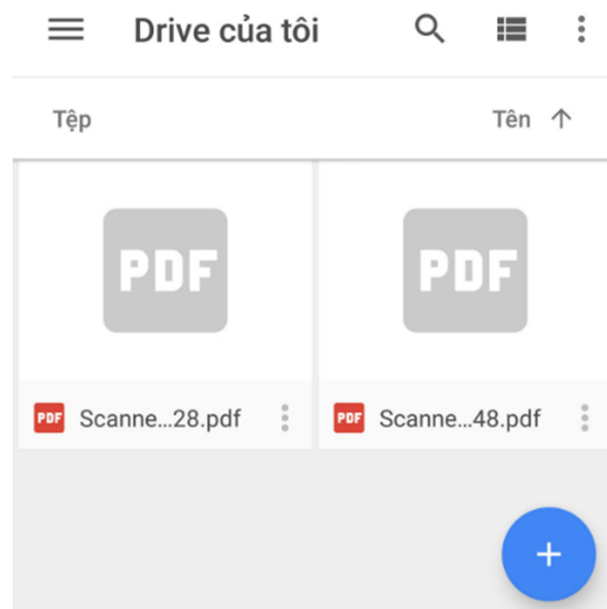 Drive của tôi
Tệp Tên
PDF PDF
PDF Scanne...28.pdf PDF Scanne...48.pdf